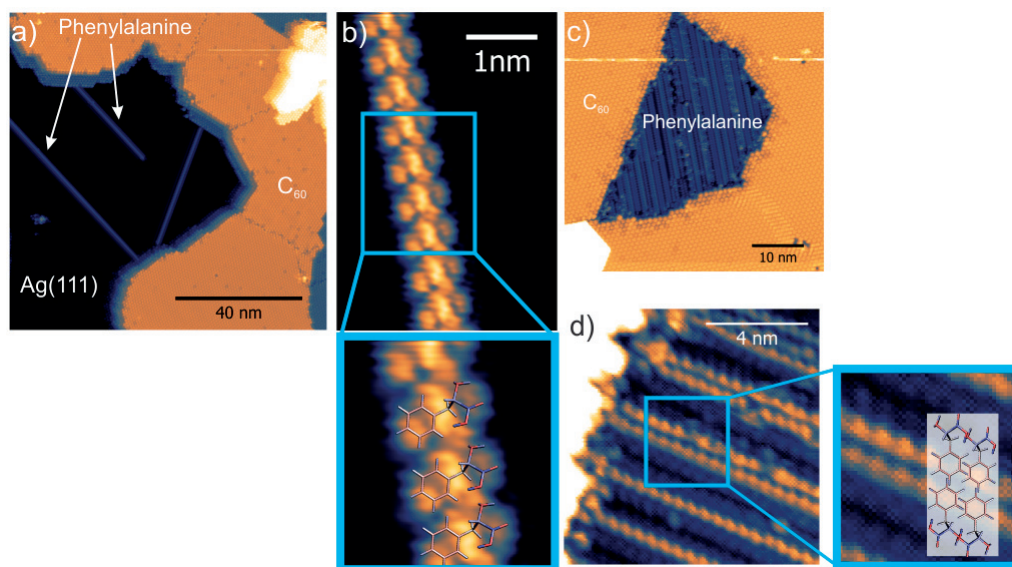 a)
Phenylalanine
C60
Ag(111)
40 nm
b)
1nm
c)
C60
Phenylalanine
10 nm
d)
4 nm